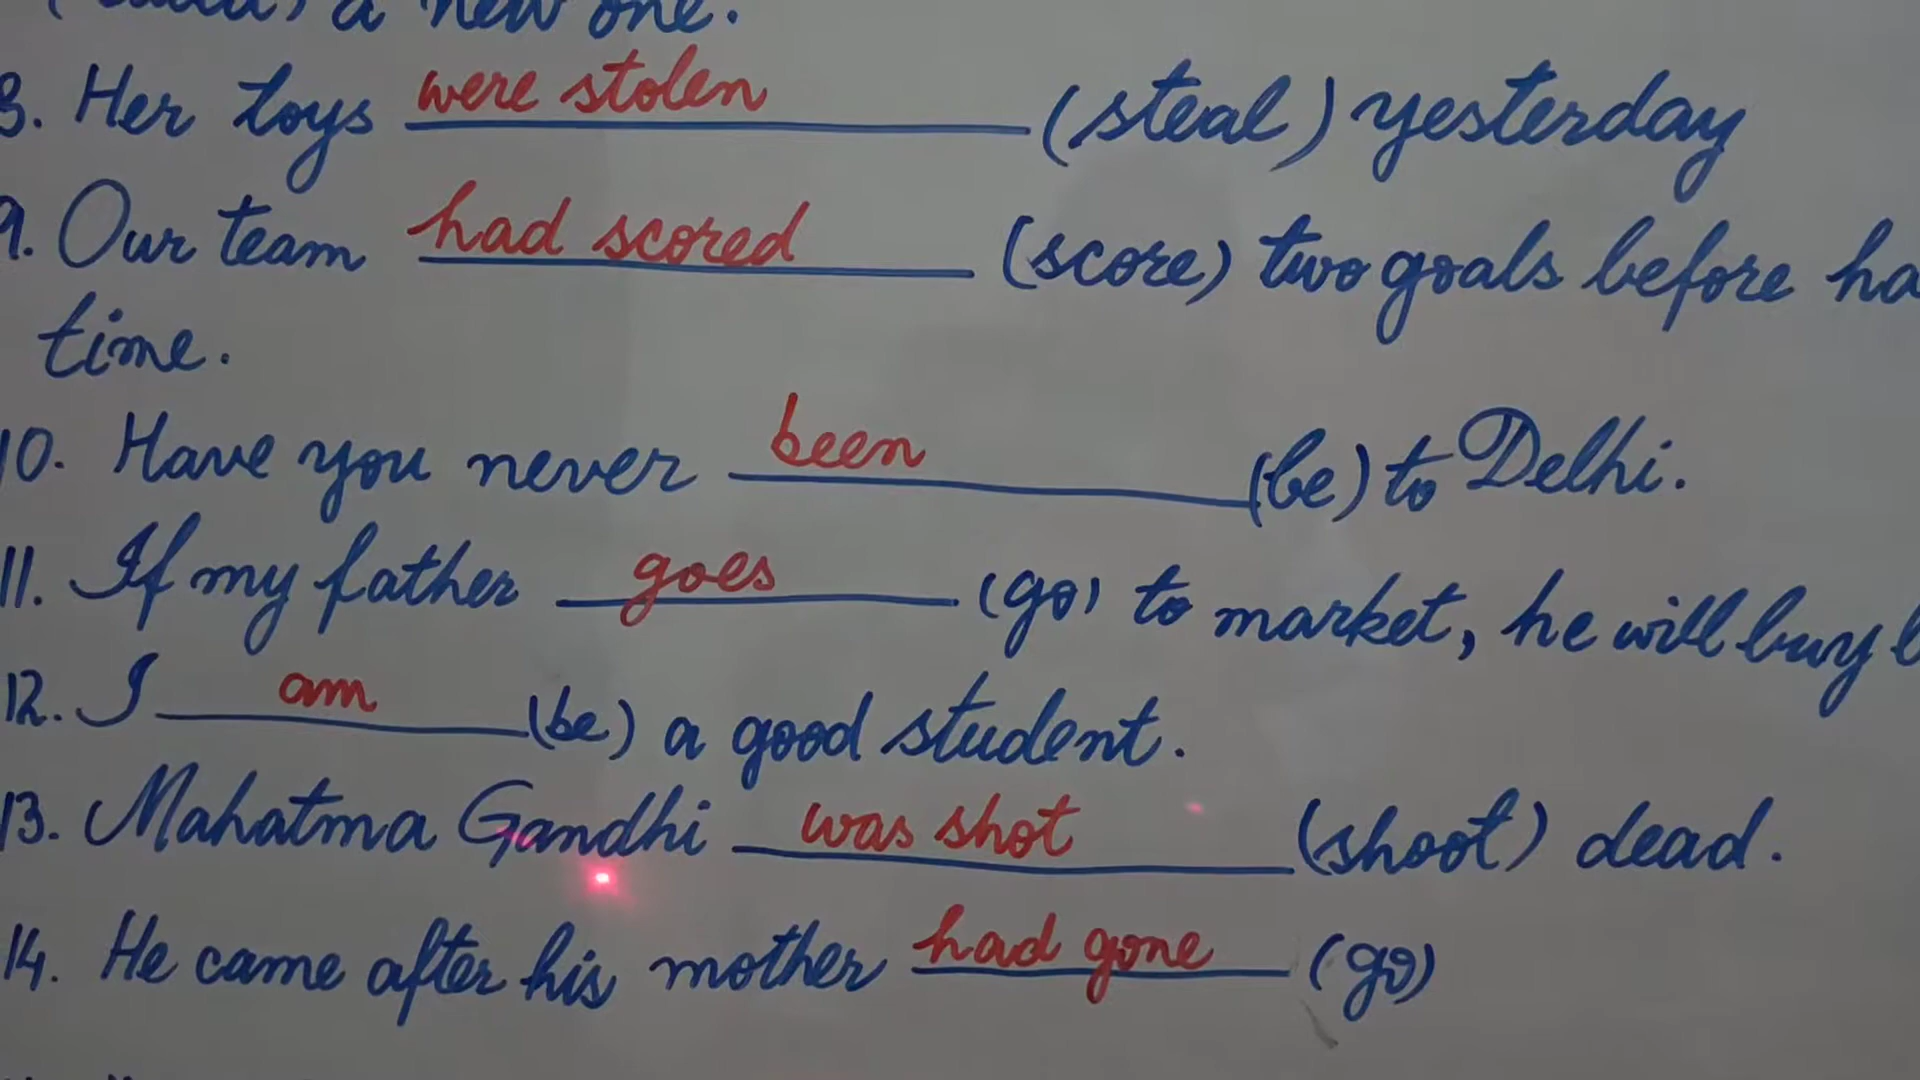 a new one.
8. Her toys were stolen (steal) yesterday
9. Our team had scored (score) two goals before
time.
10. Have you never been (be) to Delhi.
11. If my father goes (go) to market, he will buy
12. I am (be) a good student.
13. Mahatma Gandhi was shot (shoot) dead.
14. He came after his mother had gone (go)